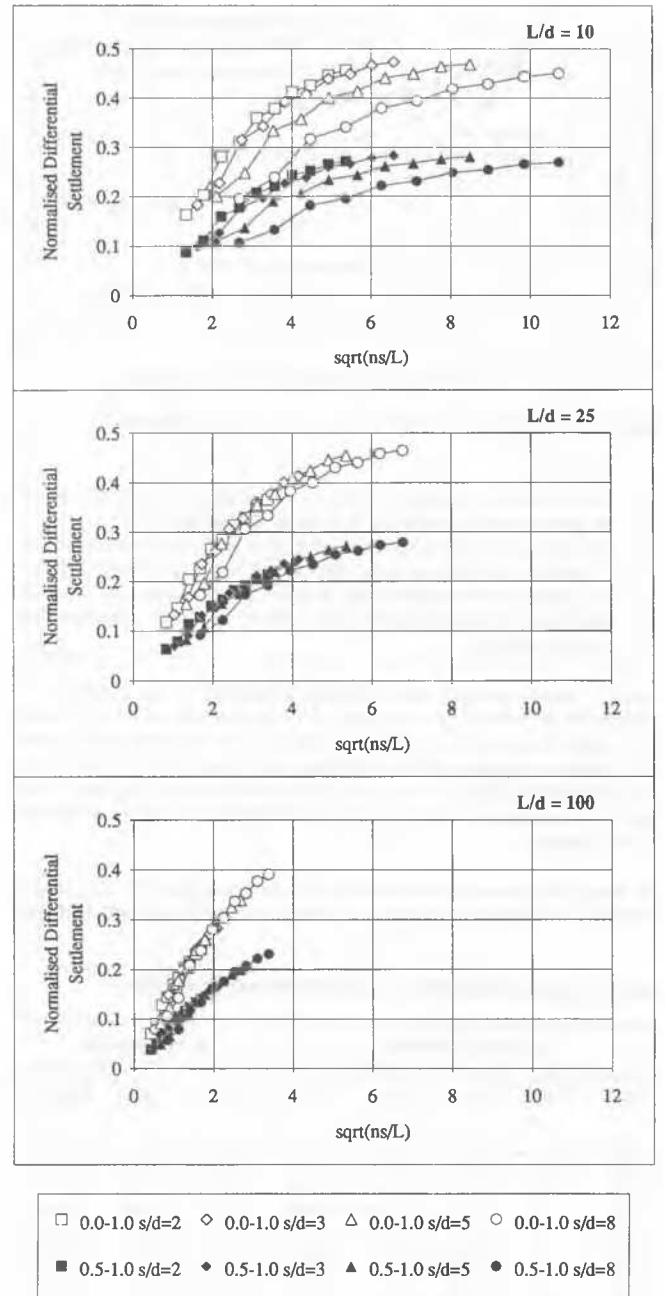 L/d = 10
0.5
0.4
0.3
0.2
0.1
0
Normalised Differential
Settlement
0 2 4 6 8 10 12
sqrt(ns/L)
L/d = 25
0.5
0.4
0.3
0.2
0.1
0
Normalised Differential
Settlement
0 2 4 6 8 10 12
sqrt(ns/L)
L/d = 100
0.5
0.4
0.3
0.2
0.1
0
Normalised Differential
Settlement
0 2 4 6 8 10 12
sqrt(ns/L)
0.0-1.0 s/d=2 0.0-1.0 s/d=3 0.0-1.0 s/d=5 0.0-1.0 s/d=8
0.5-1.0 s/d=2 0.5-1.0 s/d=3 0.5-1.0 s/d=5 0.5-1.0 s/d=8